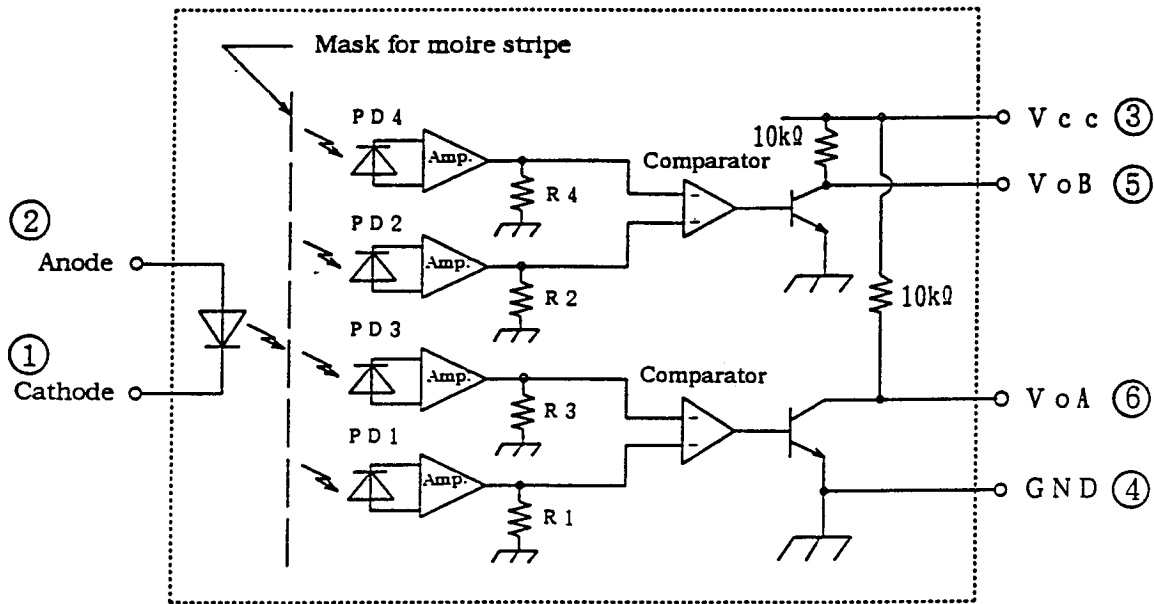 Mask for moire stripe
PD4
Amp.
R4
Comparator
−
+
10kΩ
Vcc ③
VoB ⑤
② Anode
PD2
Amp.
R2
10kΩ
① Cathode
PD3
Amp.
R3
Comparator
−
−
VoA ⑥
PD1
Amp.
R1
GND ④